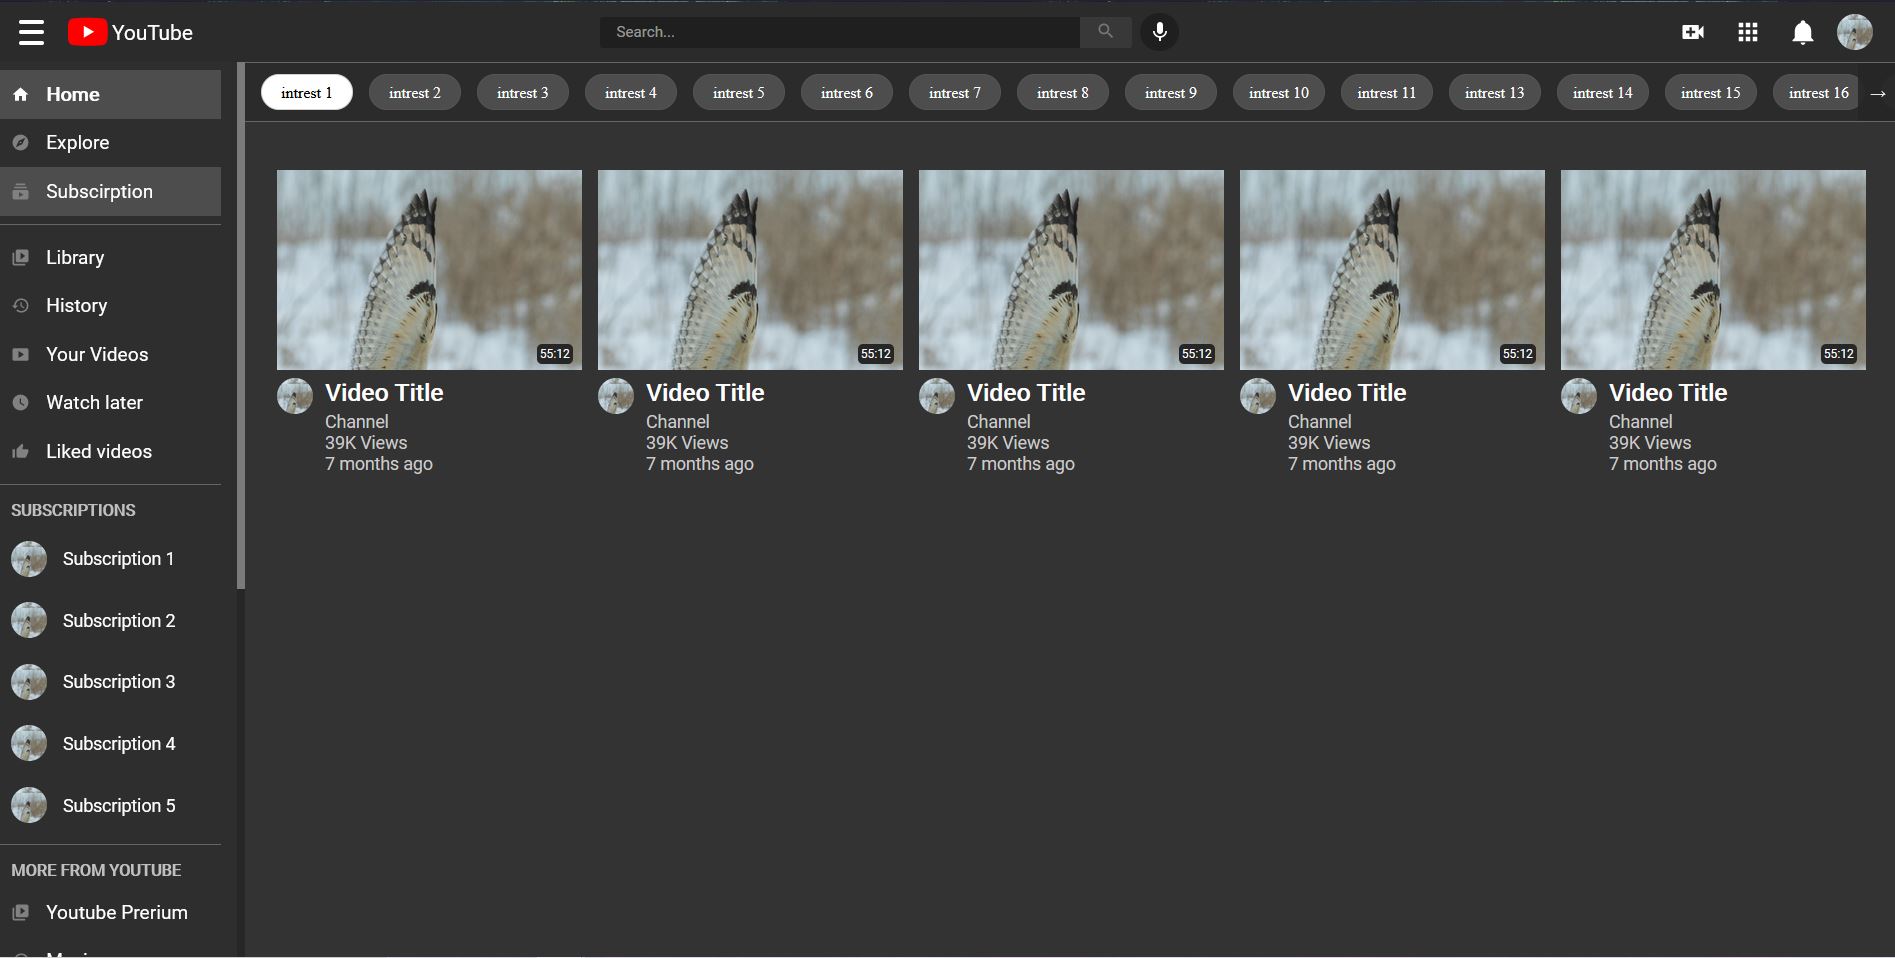 YouTube
Search...
Home
Explore
Subscirption
Library
History
Your Videos
Watch later
Liked videos
SUBSCRIPTIONS
Subscription 1
Subscription 2
Subscription 3
Subscription 4
Subscription 5
MORE FROM YOUTUBE
Youtube Prerium
intrest 1 intrest 2 intrest 3 intrest 4 intrest 5 intrest 6 intrest 7 intrest 8 intrest 9 intrest 10 intrest 11 intrest 13 intrest 14 intrest 15 intrest 16 →
55:12 55:12 55:12 55:12 55:12
Video Title Video Title Video Title Video Title Video Title
Channel Channel Channel Channel Channel
39K Views 39K Views 39K Views 39K Views 39K Views
7 months ago 7 months ago 7 months ago 7 months ago 7 months ago